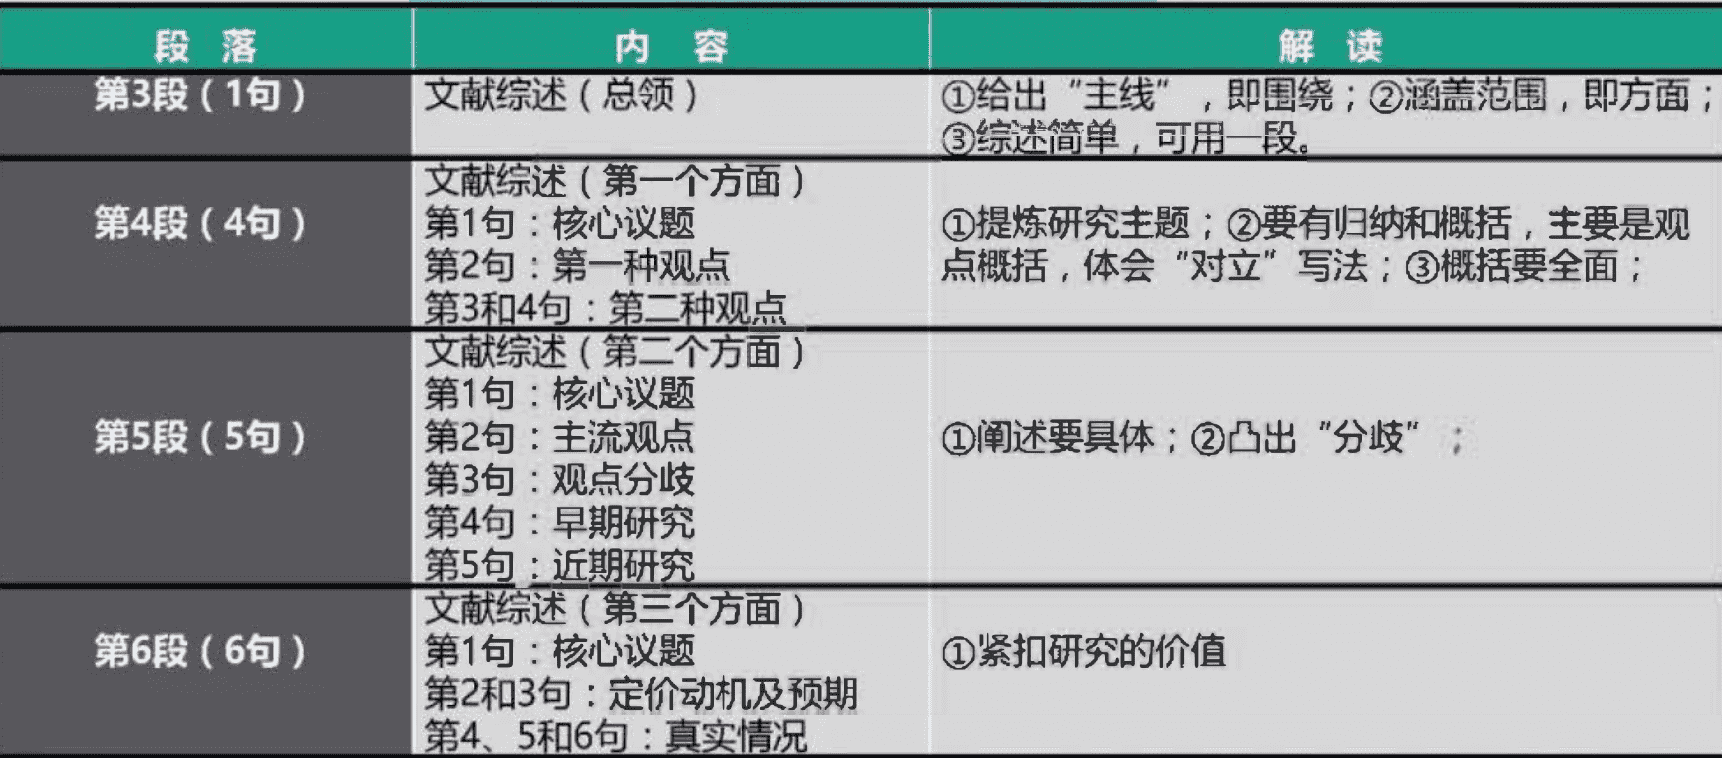 段 落 内 容 解 读
第3段（1句） 文献综述（总领） ①给出“主线”，即围绕；②涵盖范围，即方面；
③综述简单，可用一段。
文献综述（第一个方面）
第4段（4句） 第1句：核心议题 ①提炼研究主题；②要有归纳和概括，主要是观
第2句：第一种观点 点概括，体会“对立”写法；③概括要全面；
第3和4句：第二种观点
文献综述（第二个方面）
第1句：核心议题
第5段（5句） 第2句：主流观点 ①阐述要具体；②凸出“分歧”；
第3句：观点分歧
第4句：早期研究
第5句：近期研究
文献综述（第三个方面）
第6段（6句） 第1句：核心议题 ①紧扣研究的价值
第2和3句：定价动机及预期
第4、5和6句：真实情况